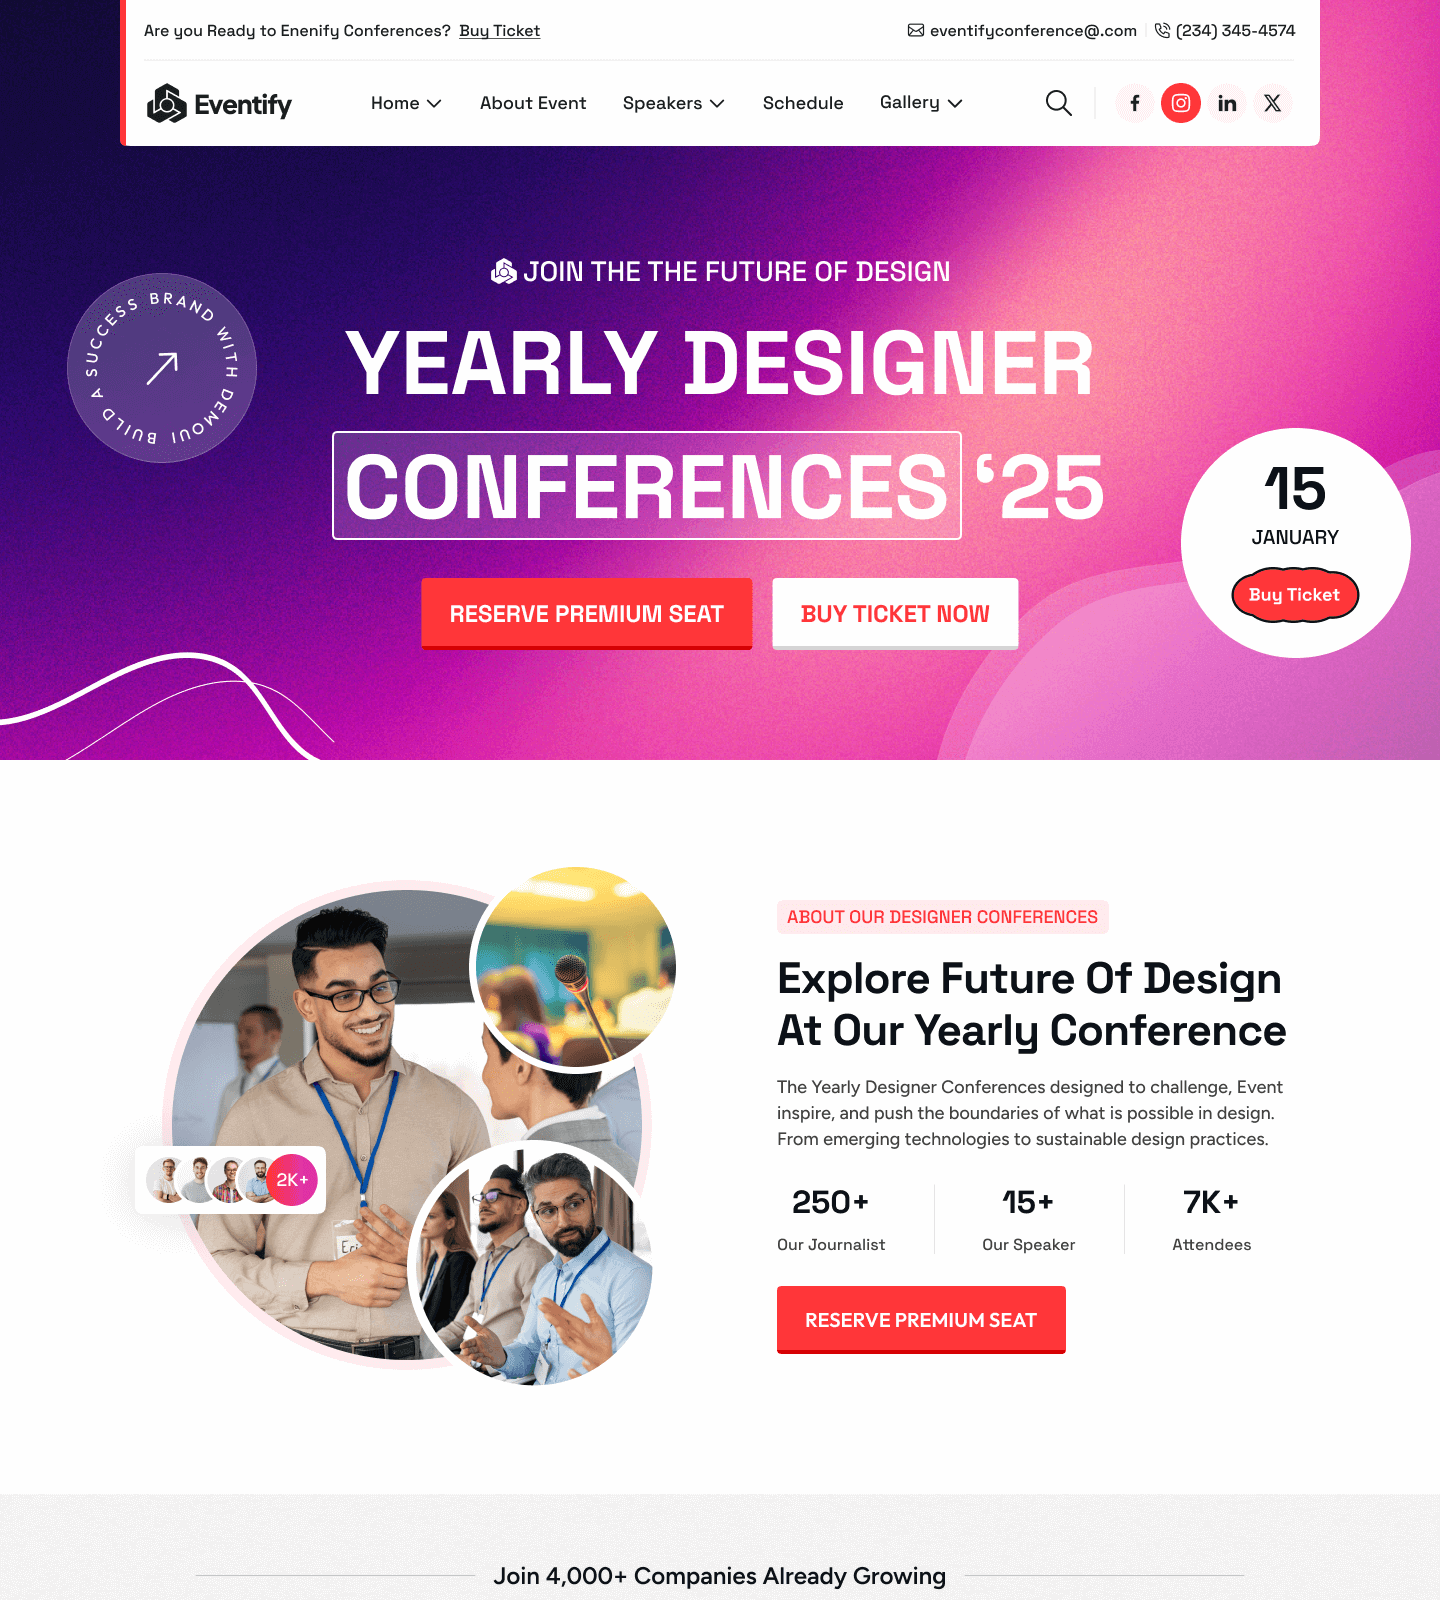 Are you Ready to Enenify Conferences? Buy Ticket
eventifyconference@.com
(234) 345-4574
Eventify
Home
About Event
Speakers
Schedule
Gallery
JOIN THE THE FUTURE OF DESIGN
BUILD A SUCCESS BRAND WITH DEMOUI
YEARLY DESIGNER
CONFERENCES ‘25
15
JANUARY
Buy Ticket
RESERVE PREMIUM SEAT
BUY TICKET NOW
ABOUT OUR DESIGNER CONFERENCES
Explore Future Of Design
At Our Yearly Conference
The Yearly Designer Conferences designed to challenge, Event
inspire, and push the boundaries of what is possible in design.
From emerging technologies to sustainable design practices.
2K+
250+
Our Journalist
15+
Our Speaker
7K+
Attendees
RESERVE PREMIUM SEAT
Join 4,000+ Companies Already Growing